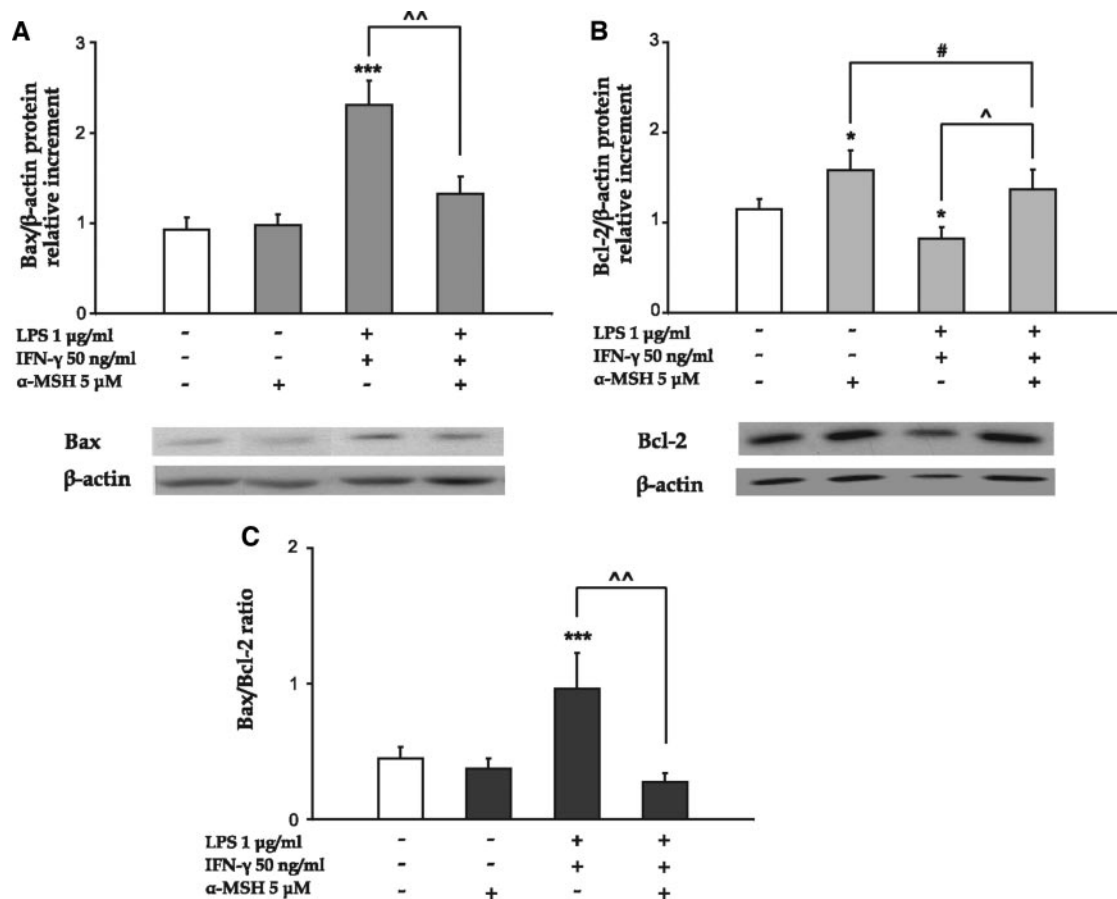 A
Bax/β-actin protein
relative increment
3
2
1
0
***
^^
LPS 1 μg/ml - - + +
IFN-γ 50 ng/ml - - + +
α-MSH 5 μM - + - +
Bax
β-actin
B
Bcl-2/β-actin protein
relative increment
3
2
1
0
*
*
#
^
LPS 1 μg/ml - - + +
IFN-γ 50 ng/ml - - + +
α-MSH 5 μM - + - +
Bcl-2
β-actin
C
Bax/Bcl-2 ratio
2
1
0
***
^^
LPS 1 μg/ml - - + +
IFN-γ 50 ng/ml - - + +
α-MSH 5 μM - + - +